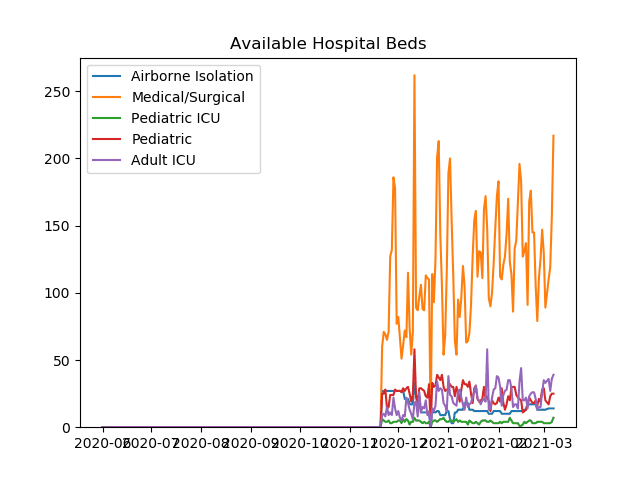 Available Hospital Beds
250
200
150
100
50
0
Airborne Isolation
Medical/Surgical
Pediatric ICU
Pediatric
Adult ICU
2020-06 2020-07 2020-08 2020-09 2020-10 2020-11 2020-12 2021-01 2021-02 2021-03